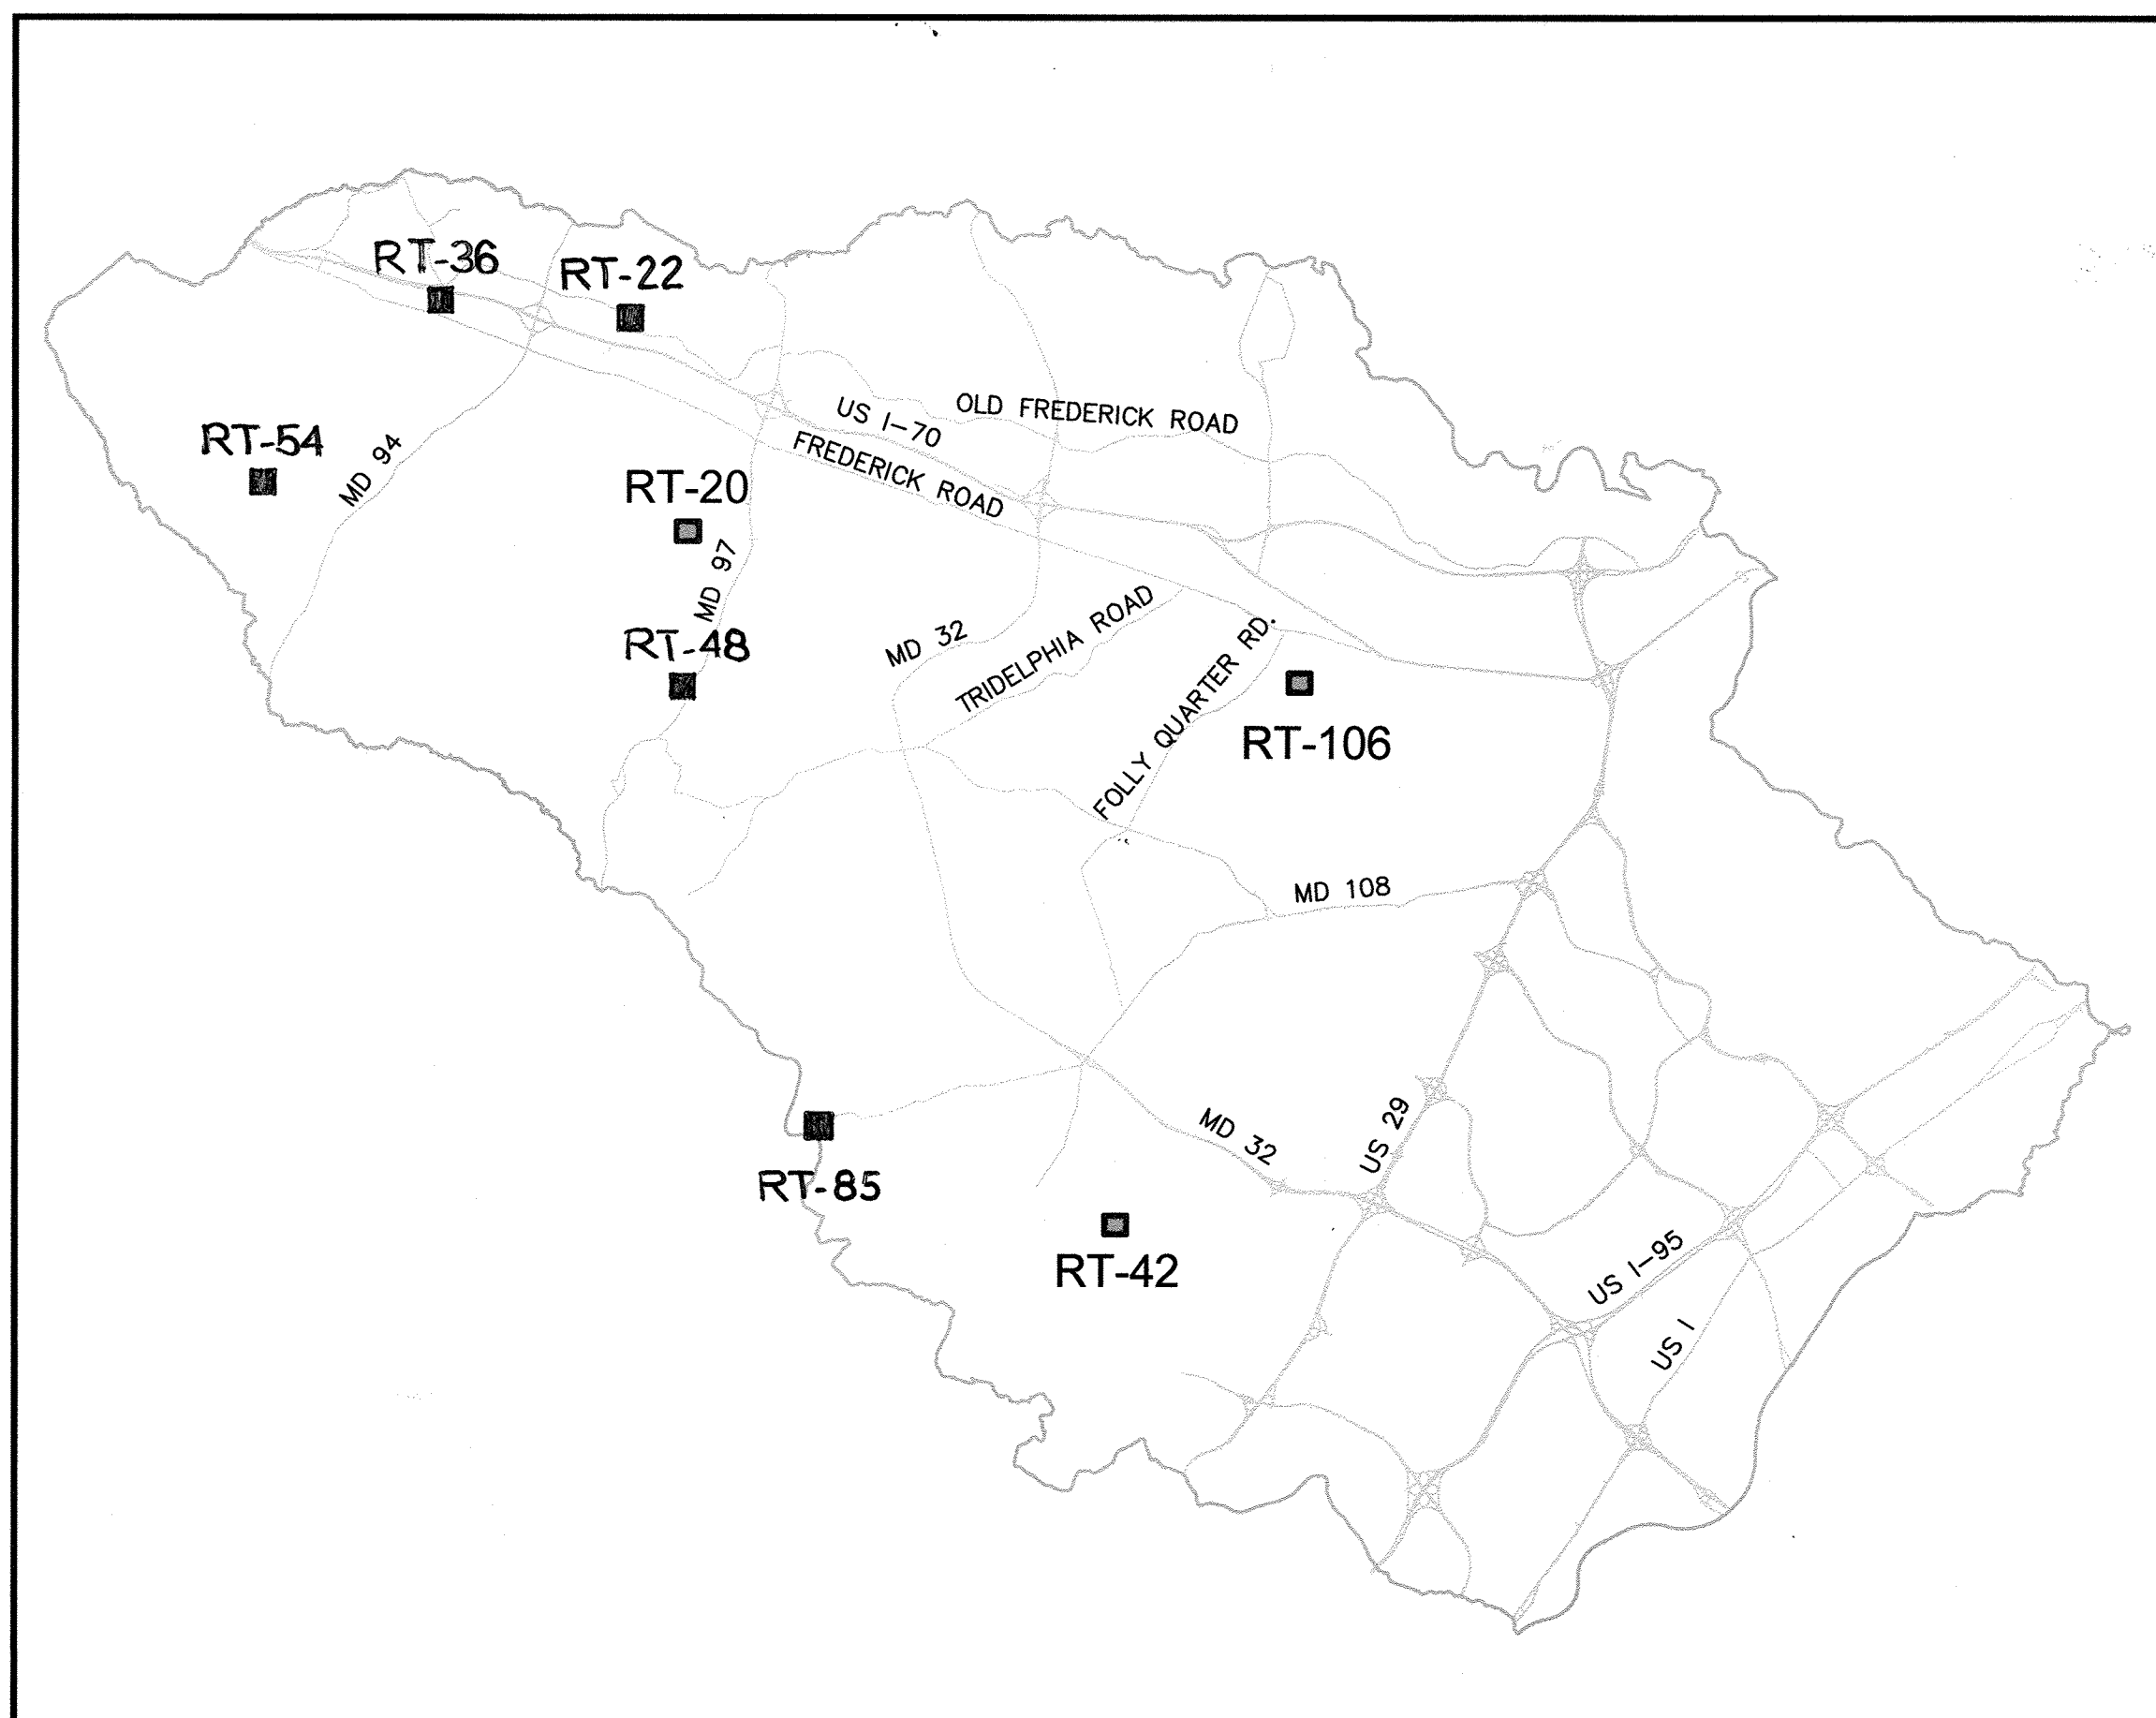 RT-36
RT-22
US I-70
OLD FREDERICK ROAD
RT-54
MD 94
FREDERICK ROAD
RT-20
MD 97
RT-48
MD 32
TRIDELPHIA ROAD
FOLLY QUARTER RD.
RT-106
MD 108
MD 32
US 29
RT-85
RT-42
US I-95
US I